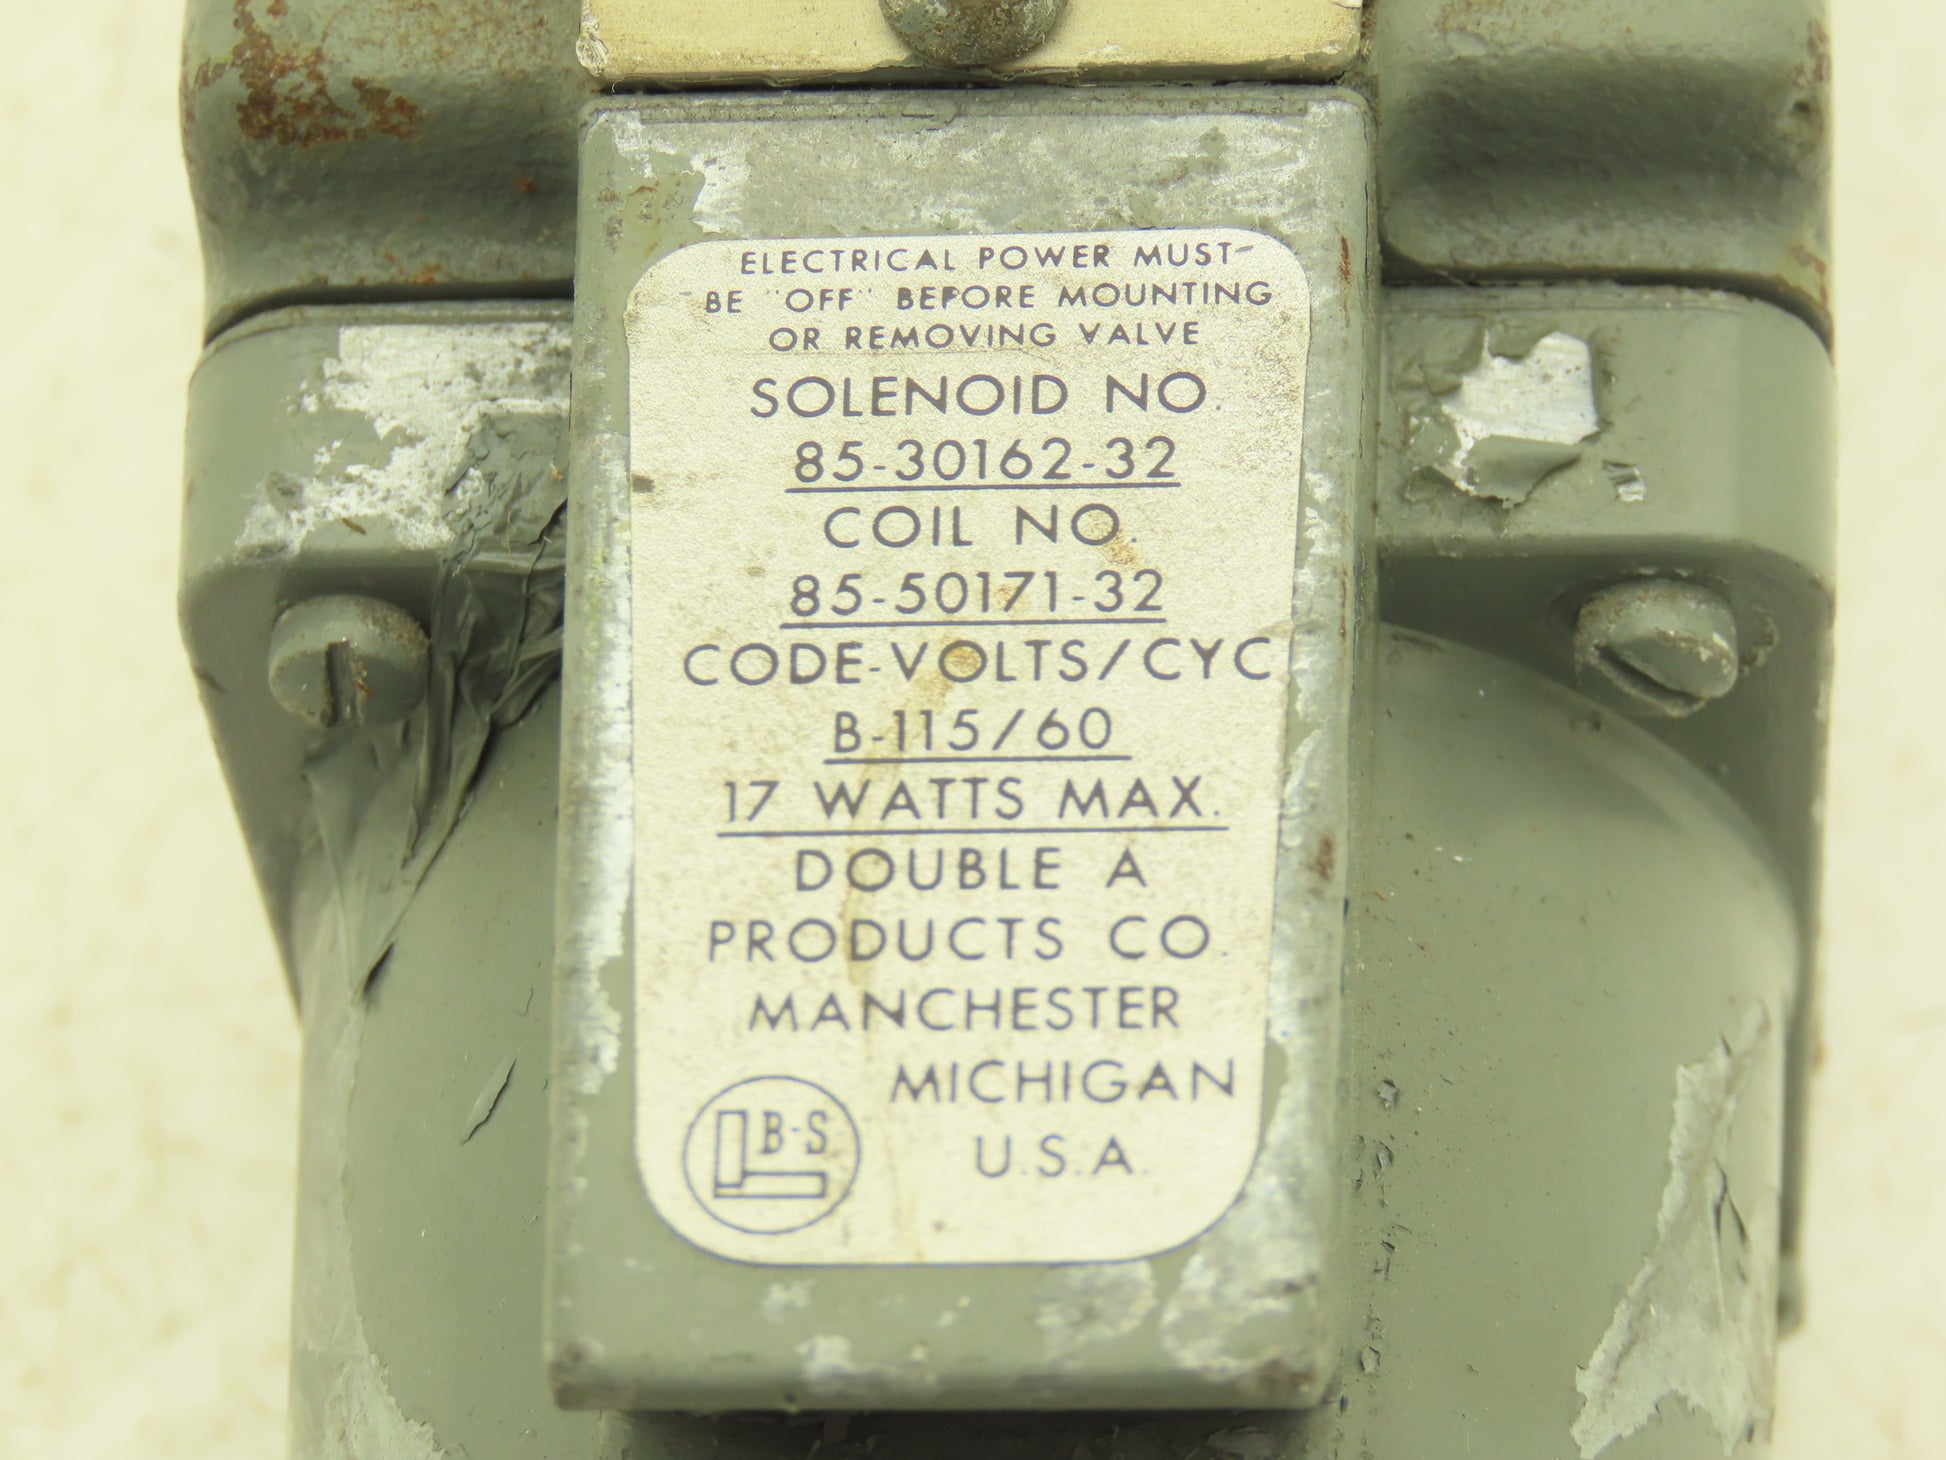 ELECTRICAL POWER MUST
BE "OFF" BEFORE MOUNTING
OR REMOVING VALVE
SOLENOID NO.
85-30162-32
COIL NO.
85-50171-32
CODE-VOLTS/CYC
B-115/60
17 WATTS MAX.
DOUBLE A
PRODUCTS CO.
MANCHESTER
MICHIGAN
U.S.A.
B-S